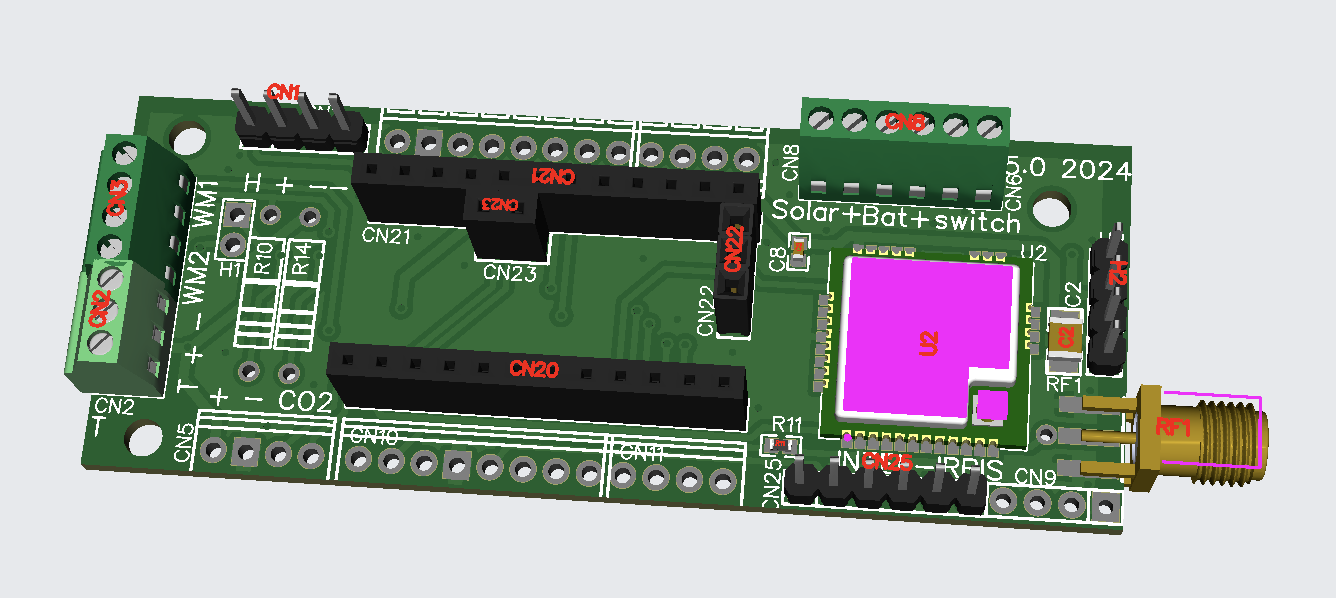 CN1
CN8
CN8
5.0 2024
CN3
WM1
H + - -
CN21
CN23
CN6
Solar+Bat+switch
CN21
CN23
H1
R10
R14
CN22
CN22
C8
U2
H2
C2
C2
WM2
CN2
U2
T + -
CN20
RF1
RF1
+ - CO2
CN2
T
CN5
CN10
CN11
R11
CN25
CN25
CN9